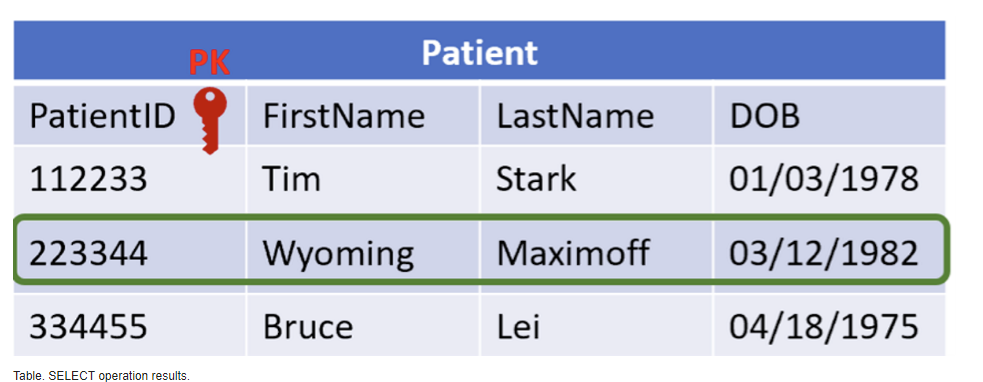 Patient
PK
PatientID FirstName LastName DOB
112233 Tim Stark 01/03/1978
223344 Wyoming Maximoff 03/12/1982
334455 Bruce Lei 04/18/1975
Table. SELECT operation results.